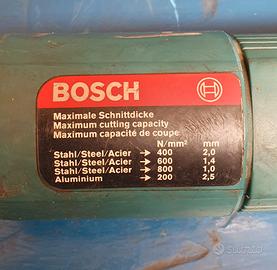 BOSCH
Maximale Schnittdicke
Maximum cutting capacity
Maximum capacité de coupe
N/mm² mm
Stahl/Steel/Acier → 400 2,0
Stahl/Steel/Acier → 600 1,4
Stahl/Steel/Acier → 800 1,0
Aluminium → 200 2,5
SUBITO